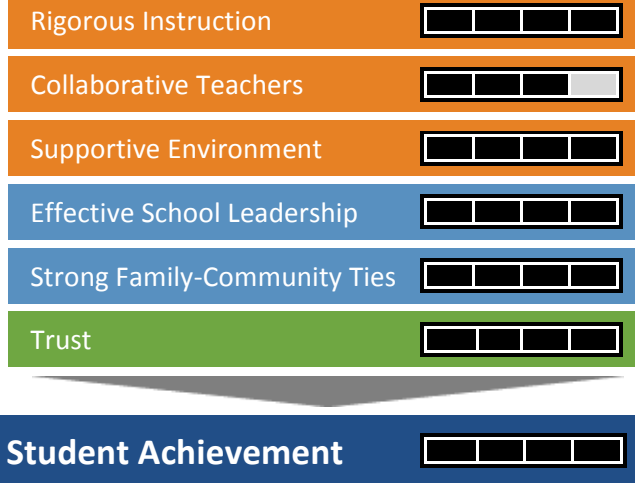 Rigorous Instruction
Collaborative Teachers
Supportive Environment
Effective School Leadership
Strong Family-Community Ties
Trust
Student Achievement